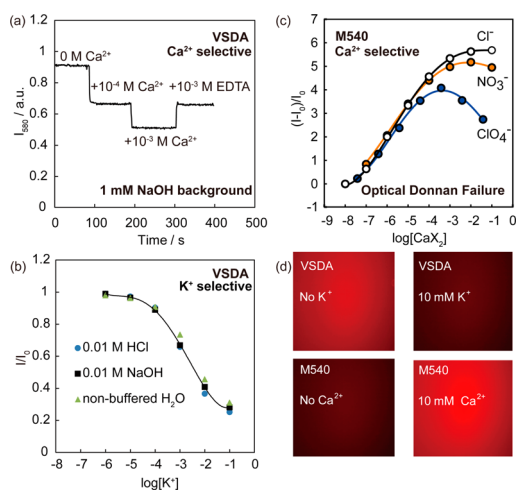 (a)
VSDA
Ca²⁺ selective
0 M Ca²⁺
+10⁻⁴ M Ca²⁺
+10⁻³ M EDTA
+10⁻³ M Ca²⁺
1 mM NaOH background
I₅₈₀ / a.u.
1.2
1
0.8
0.6
0.4
0.2
0
0 100 200 300 400 500
Time / s
(b)
VSDA
K⁺ selective
0.01 M HCl
0.01 M NaOH
non-buffered H₂O
I/I₀
1.2
1
0.8
0.6
0.4
0.2
0
-8 -7 -6 -5 -4 -3 -2 -1 0
log[K⁺]
(c)
M540
Ca²⁺ selective
Cl⁻
NO₃⁻
ClO₄⁻
Optical Donnan Failure
(I-I₀)/I₀
7
6
5
4
3
2
1
0
-1
-9 -8 -7 -6 -5 -4 -3 -2 -1 0
log[CaX₂]
(d)
VSDA
No K⁺
VSDA
10 mM K⁺
M540
No Ca²⁺
M540
10 mM Ca²⁺